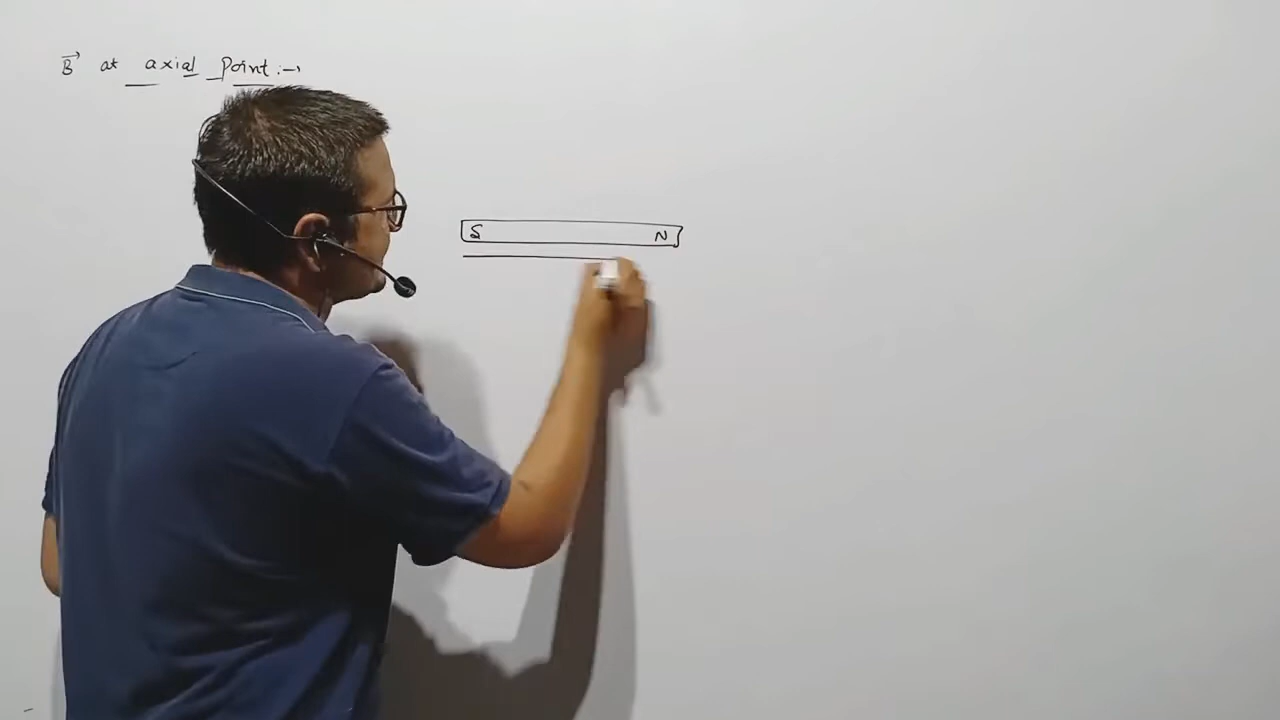 B⃗ at axial point :→
S N